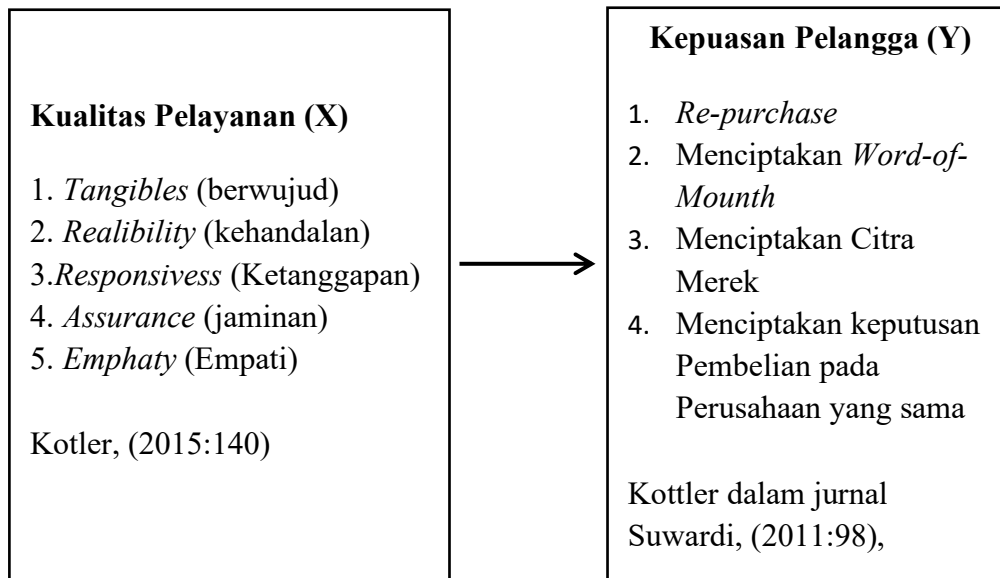 Kualitas Pelayanan (X)
1. Tangibles (berwujud)
2. Realibility (kehandalan)
3.Responsivess (Ketanggapan)
4. Assurance (jaminan)
5. Emphaty (Empati)
Kotler, (2015:140)
Kepuasan Pelangga (Y)
1. Re-purchase
2. Menciptakan Word-of-
Mounth
3. Menciptakan Citra
Merek
4. Menciptakan keputusan
Pembelian pada
Perusahaan yang sama
Kottler dalam jurnal
Suwardi, (2011:98),